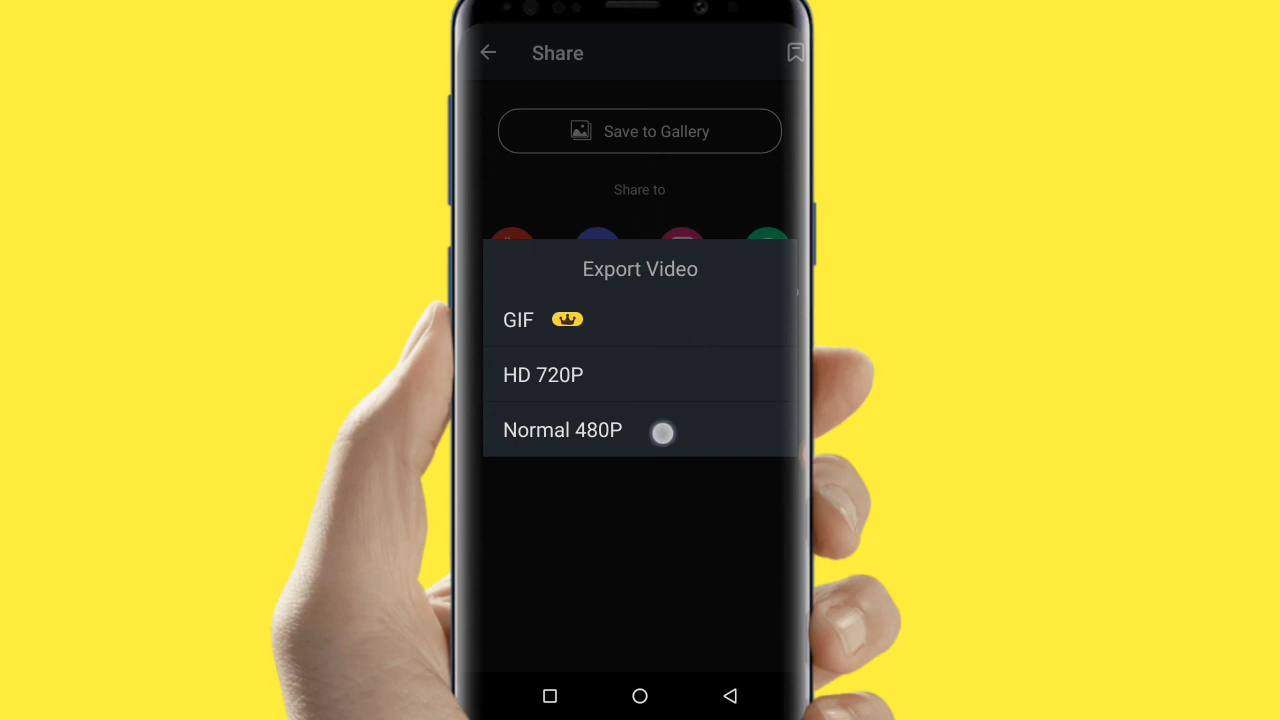 Share
Save to Gallery
Share to
Export Video
GIF
HD 720P
Normal 480P